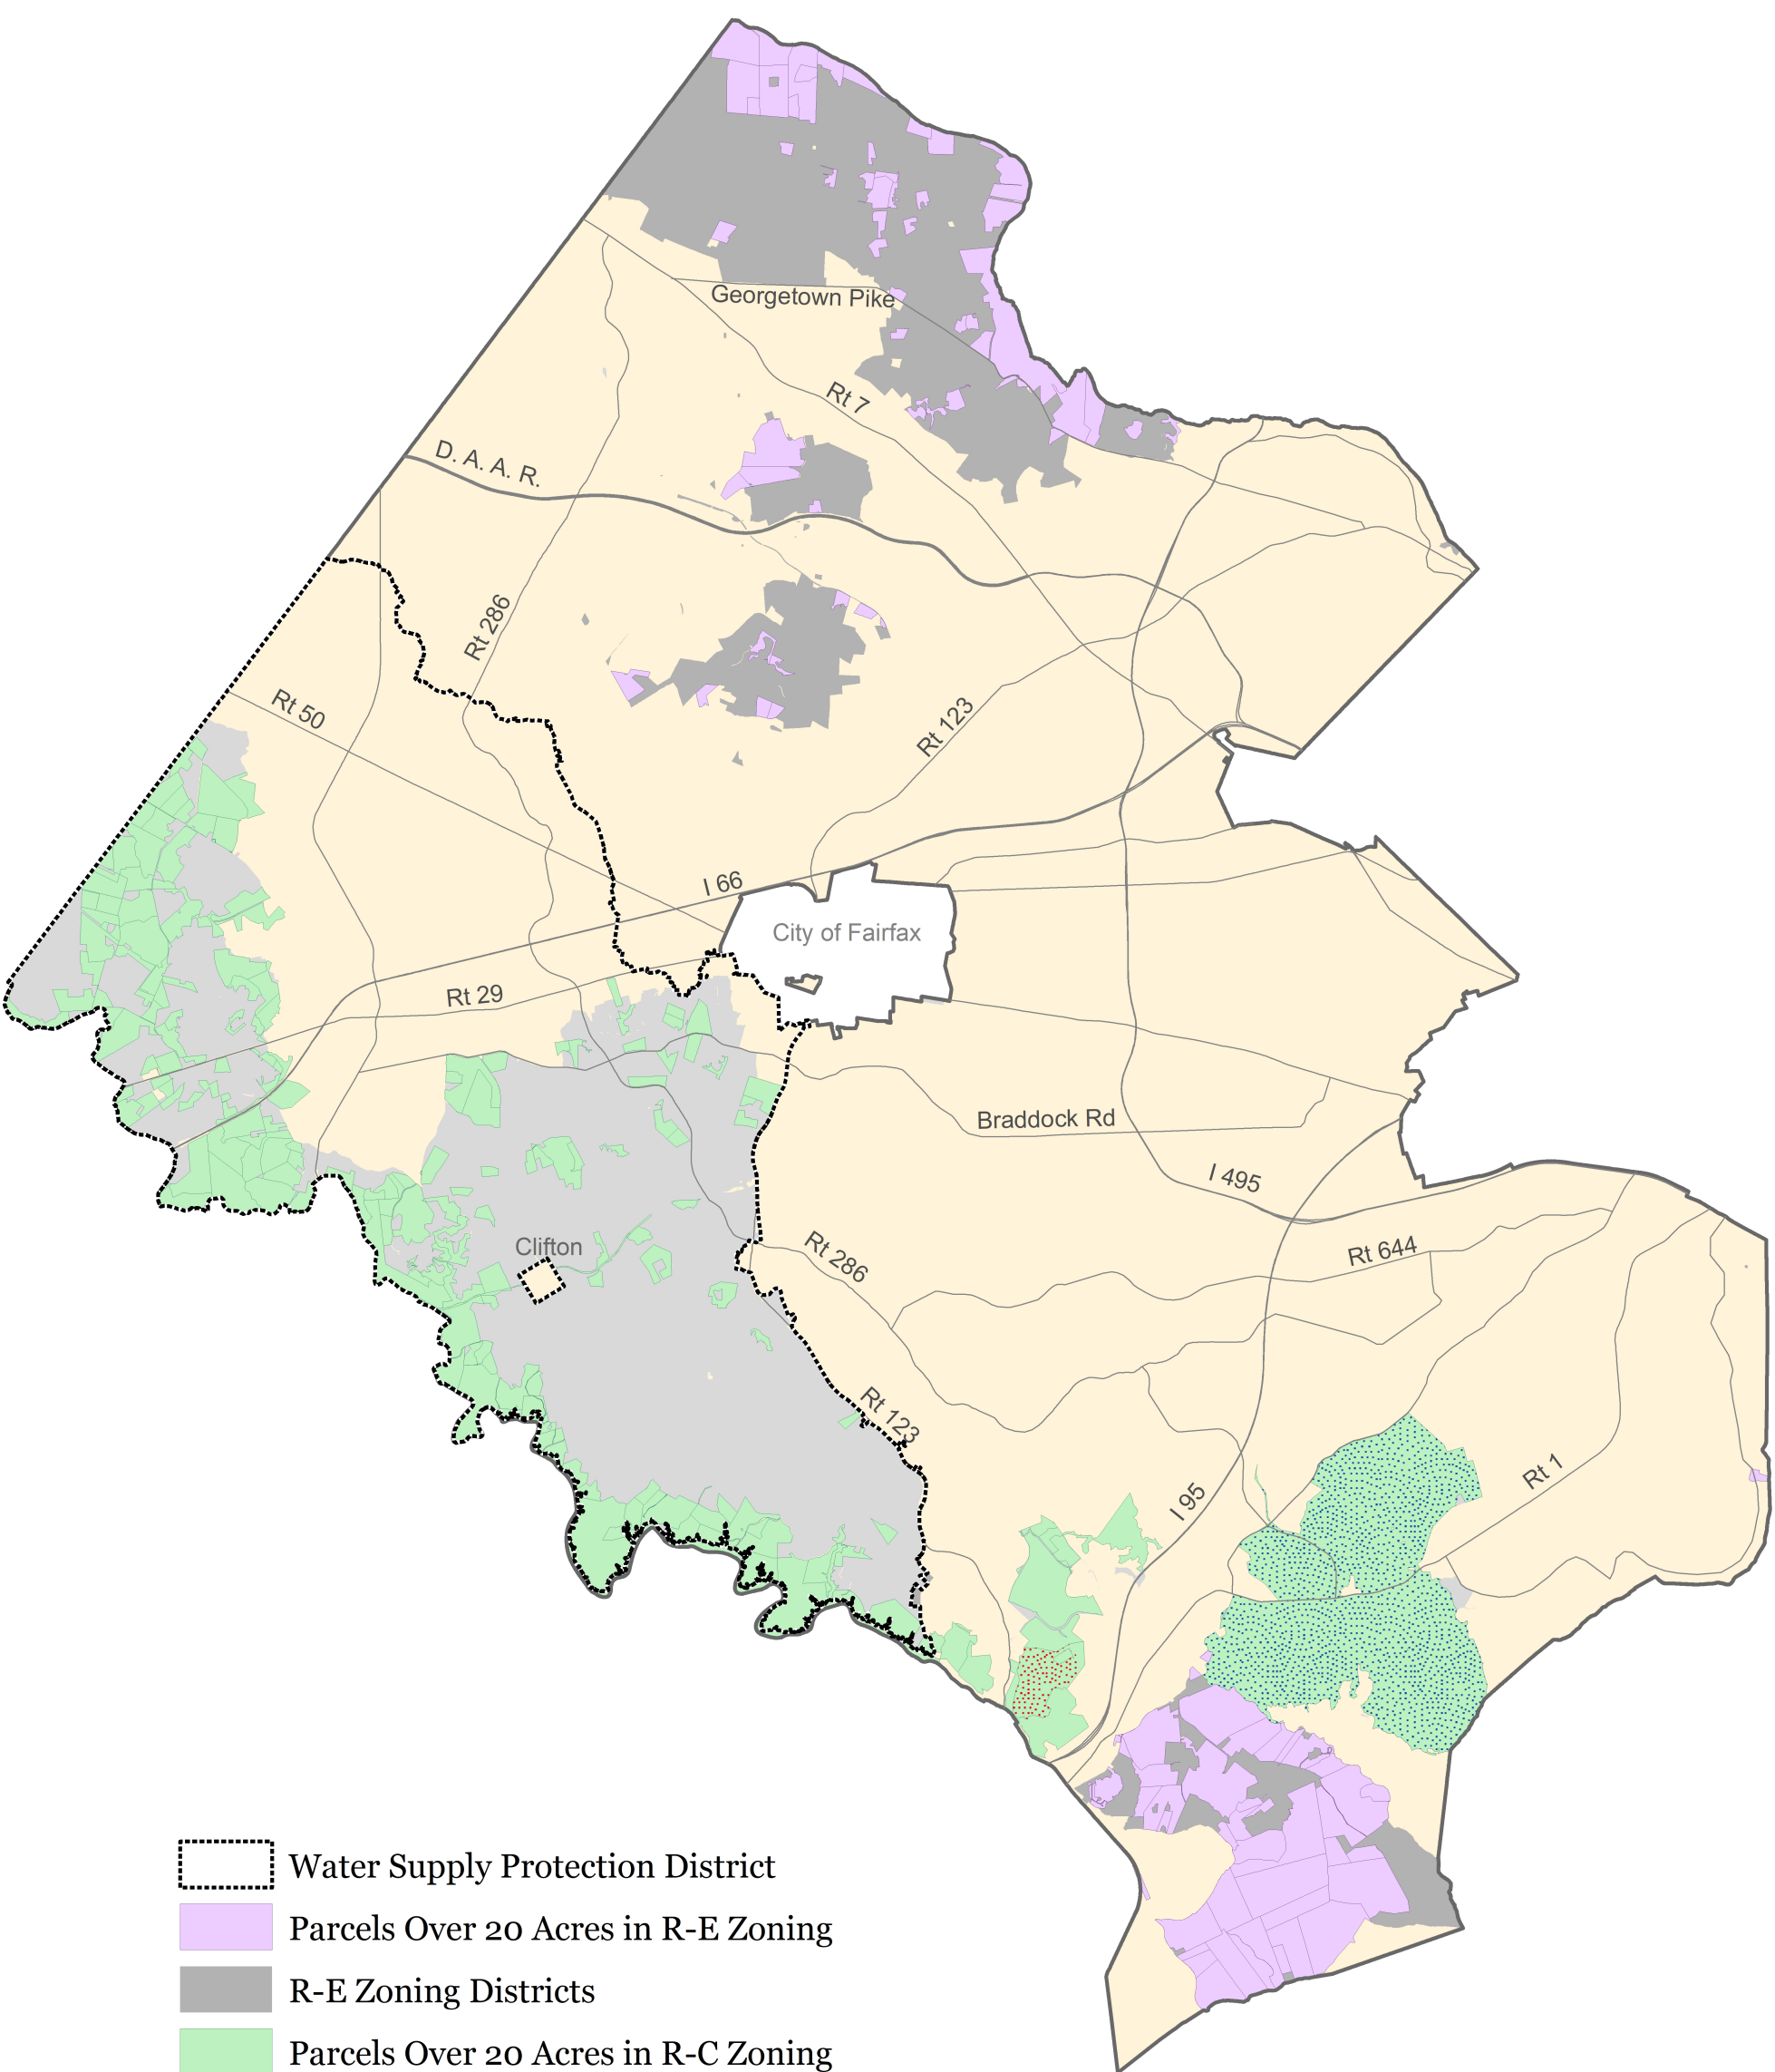 Georgetown Pike
Rt 7
D. A. A. R.
Rt 286
Rt 50
Rt 123
I 66
City of Fairfax
Rt 29
Braddock Rd
I 495
Clifton
Rt 286
Rt 644
Rt 123
Rt 1
I 95
Water Supply Protection District
Parcels Over 20 Acres in R-E Zoning
R-E Zoning Districts
Parcels Over 20 Acres in R-C Zoning